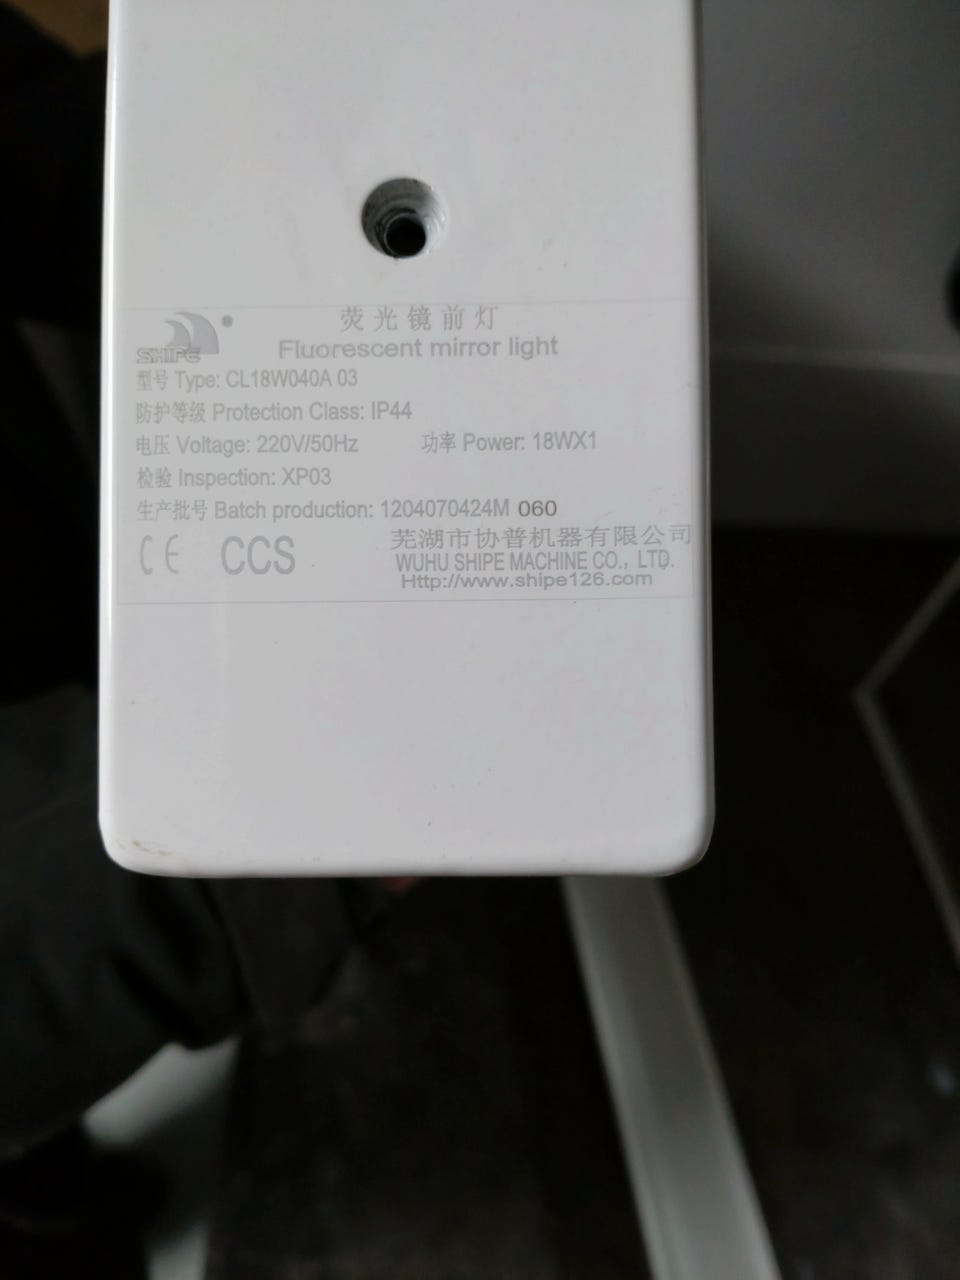 荧光镜前灯
Fluorescent mirror light
SHIPE
型号 Type: CL18W040A 03
防护等级 Protection Class: IP44
电压 Voltage: 220V/50Hz 功率 Power: 18WX1
检验 Inspection: XP03
生产批号 Batch production: 1204070424M 060
CE CCS 芜湖市协普机器有限公司
WUHU SHIPE MACHINE CO., LTD.
Http://www.shipe126.com